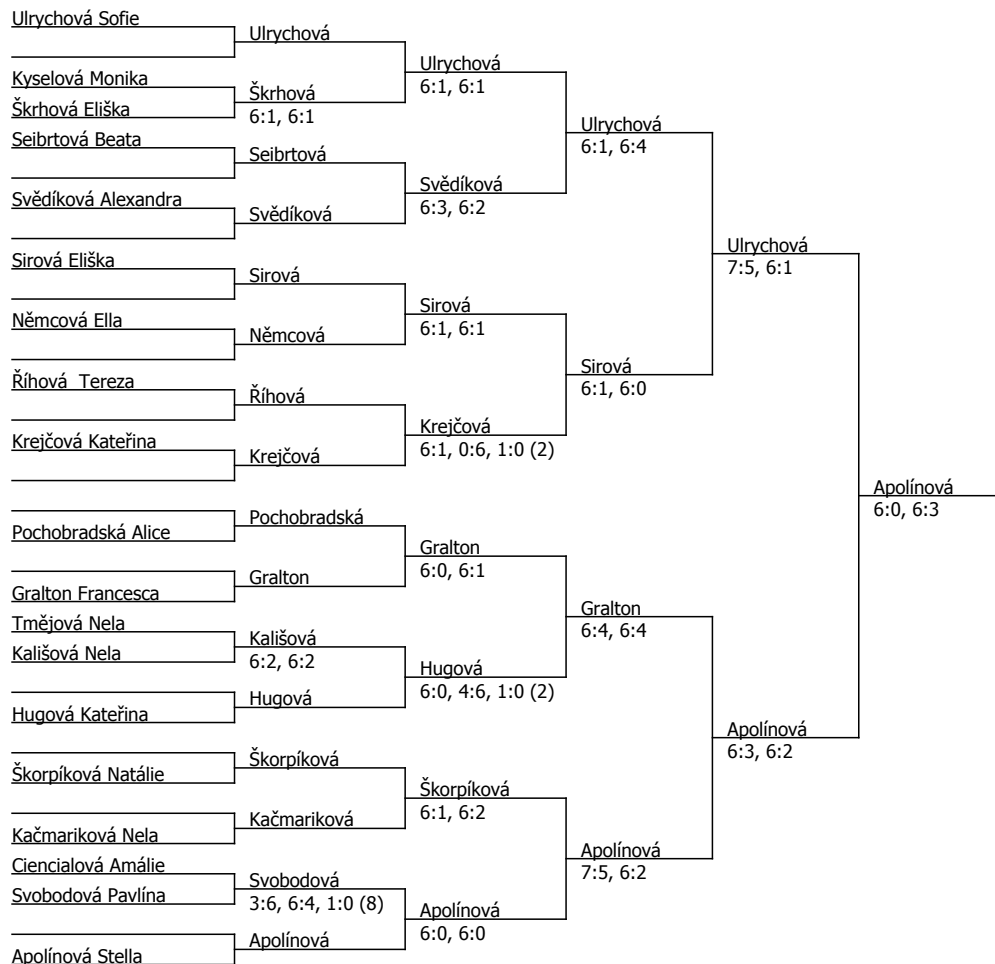 Ulrychová Sofie
Kyselová Monika
Škrhová Eliška
Seibrtová Beata
Svědíková Alexandra
Sirová Eliška
Němcová Ella
Říhová  Tereza
Krejčová Kateřina
Pochobradská Alice
Gralton Francesca
Tmějová Nela
Kališová Nela
Hugová Kateřina
Škorpíková Natálie
Kačmariková Nela
Ciencialová Amálie
Svobodová Pavlína
Apolínová Stella
Ulrychová
Škrhová
6:1, 6:1
Seibrtová
Svědíková
Sirová
Němcová
Říhová
Krejčová
Pochobradská
Gralton
Kališová
6:2, 6:2
Hugová
Škorpíková
Kačmariková
Svobodová
3:6, 6:4, 1:0 (8)
Apolínová
Ulrychová
6:1, 6:1
Svědíková
6:3, 6:2
Sirová
6:1, 6:1
Krejčová
6:1, 0:6, 1:0 (2)
Gralton
6:0, 6:1
Hugová
6:0, 4:6, 1:0 (2)
Škorpíková
6:1, 6:2
Apolínová
6:0, 6:0
Ulrychová
6:1, 6:4
Sirová
6:1, 6:0
Gralton
6:4, 6:4
Apolínová
7:5, 6:2
Ulrychová
7:5, 6:1
Apolínová
6:3, 6:2
Apolínová
6:0, 6:3